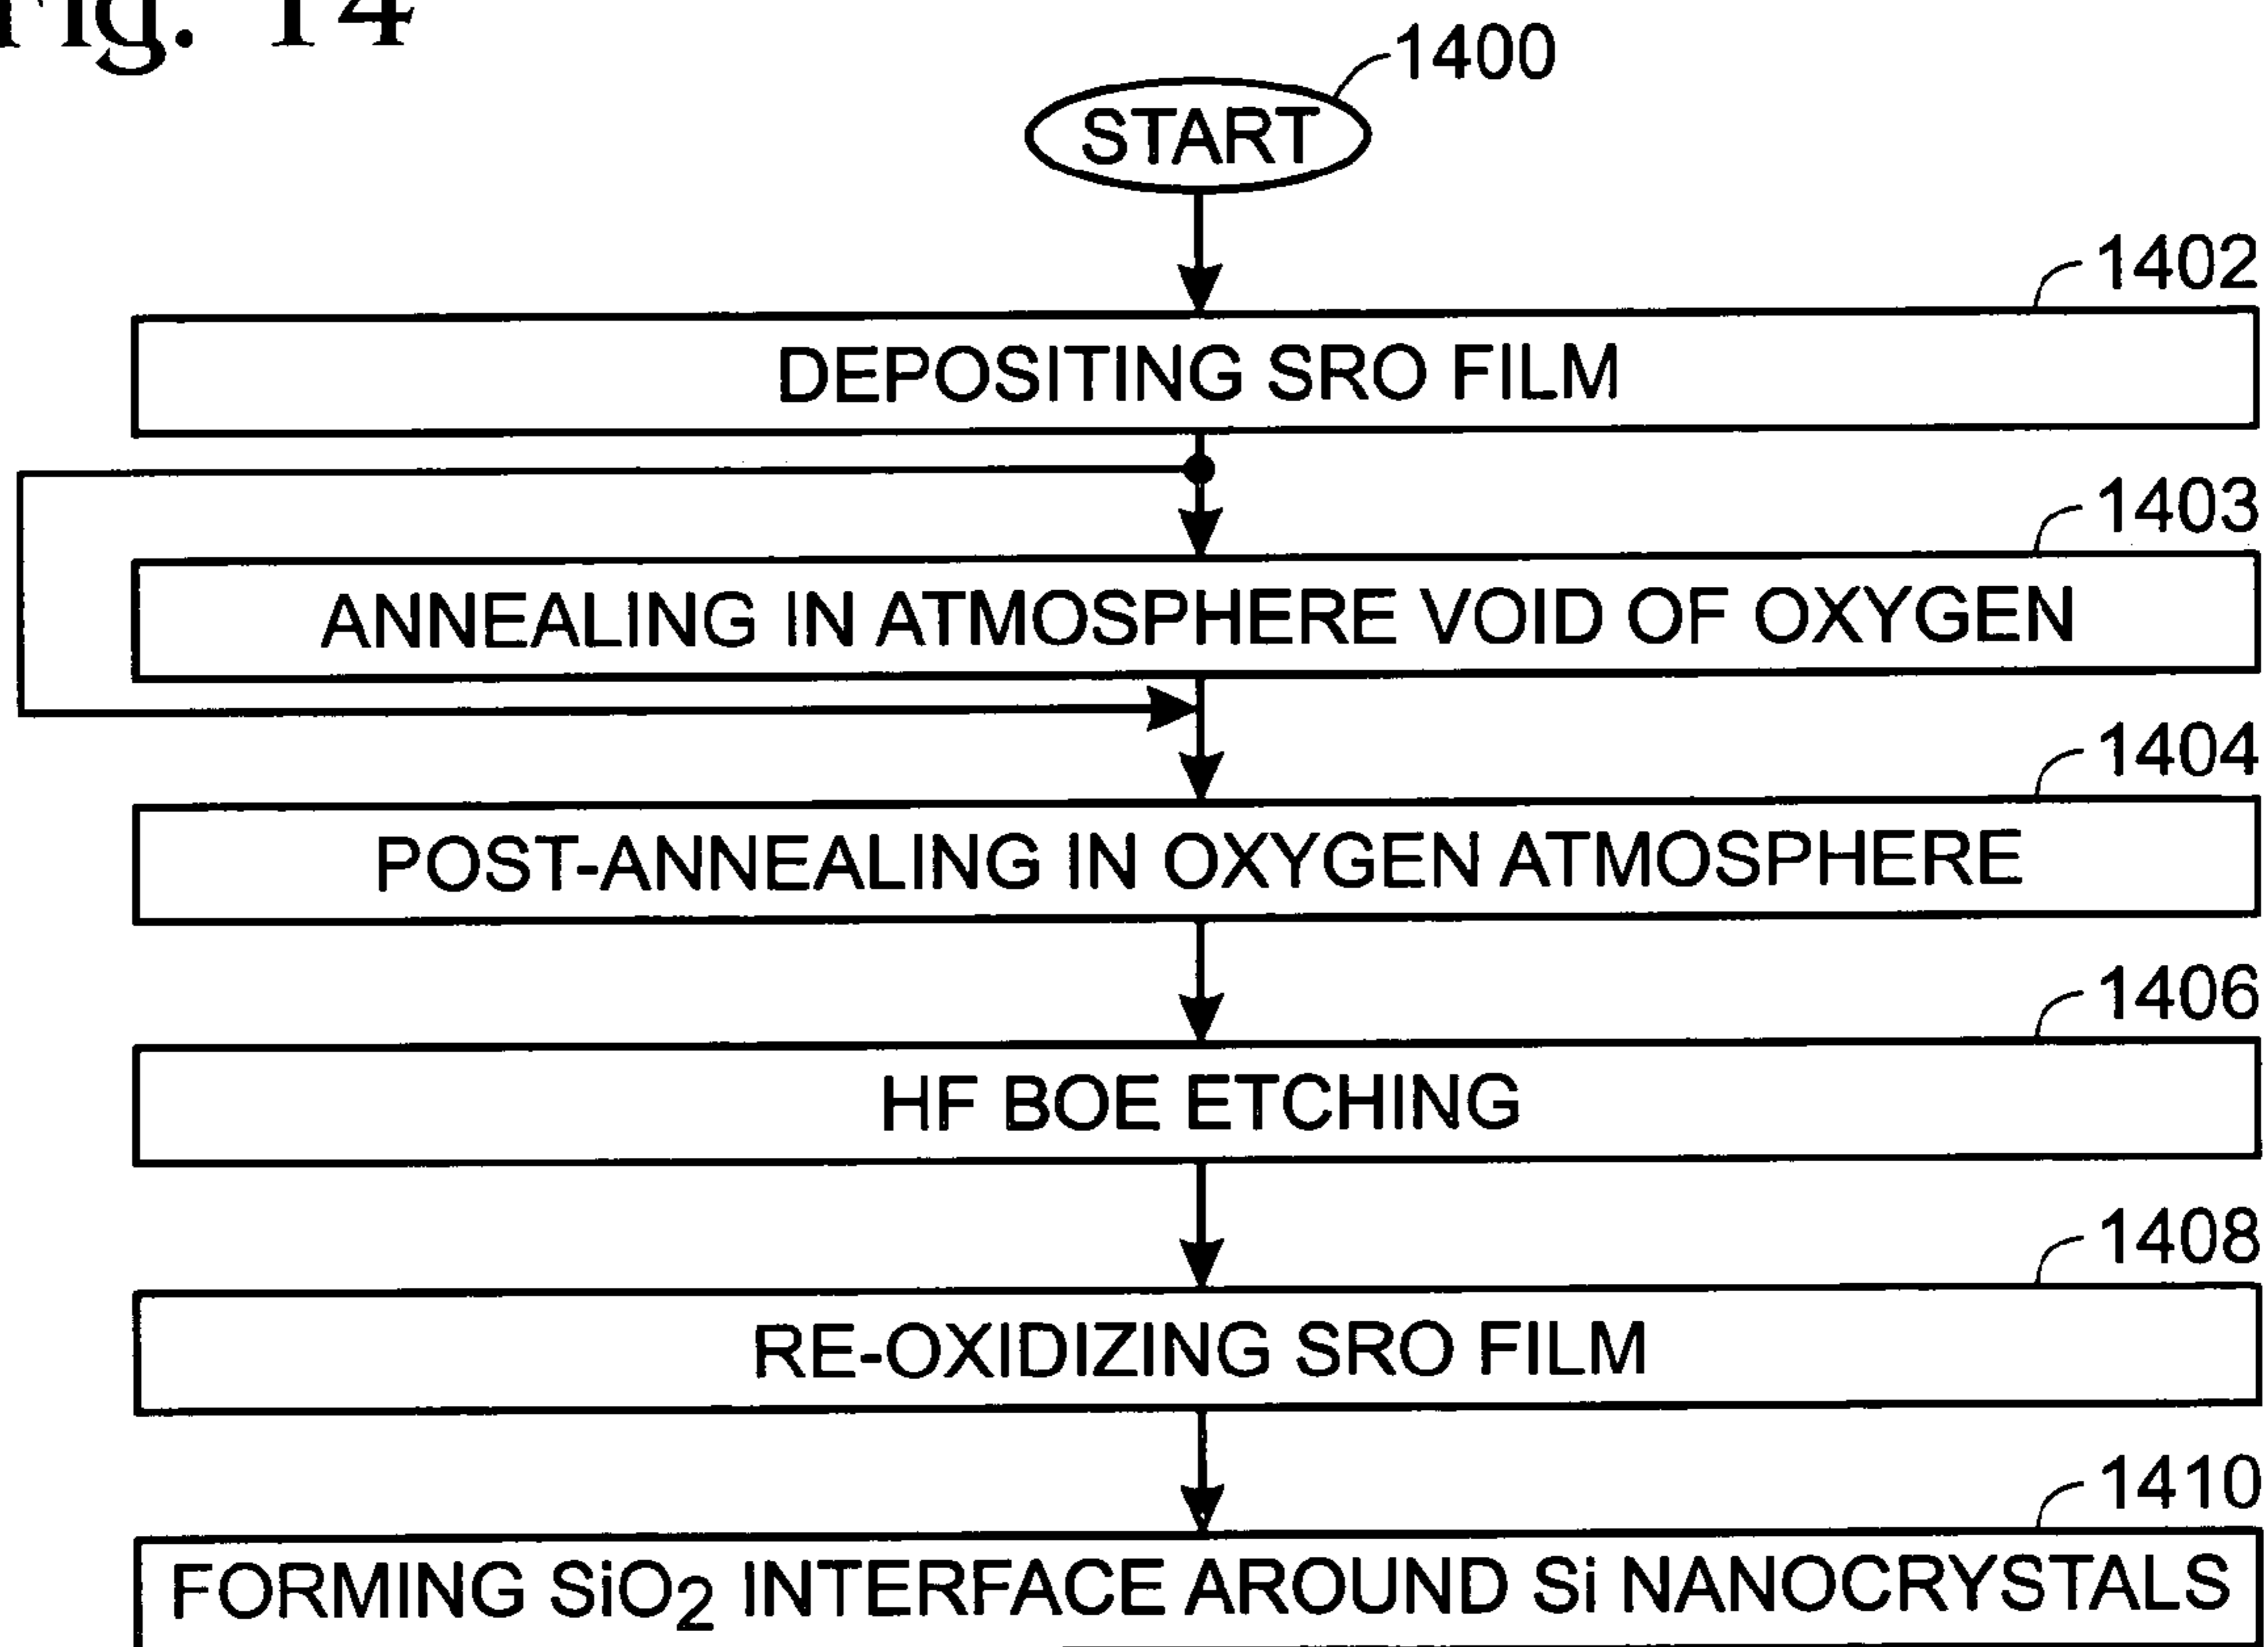 Fig. 14
1400
START
1402
DEPOSITING SRO FILM
1403
ANNEALING IN ATMOSPHERE VOID OF OXYGEN
1404
POST-ANNEALING IN OXYGEN ATMOSPHERE
1406
HF BOE ETCHING
1408
RE-OXIDIZING SRO FILM
1410
FORMING SiO2 INTERFACE AROUND Si NANOCRYSTALS